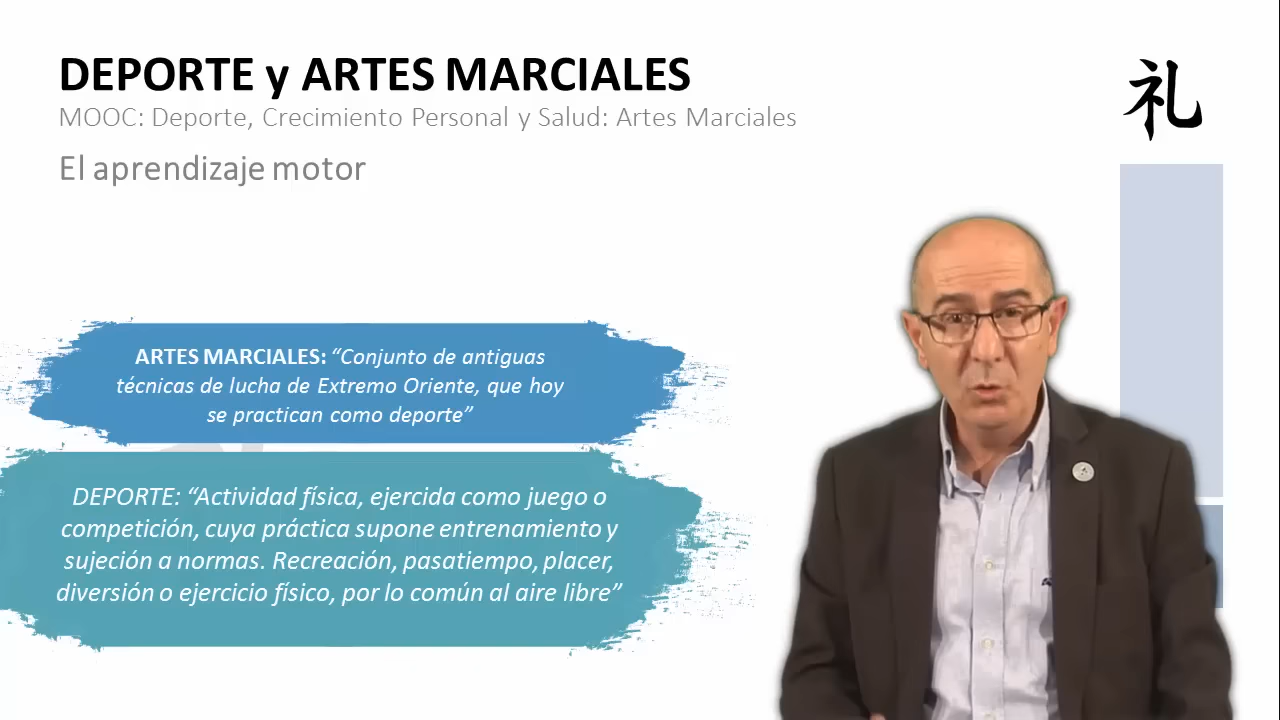 DEPORTE y ARTES MARCIALES
MOOC: Deporte, Crecimiento Personal y Salud: Artes Marciales
El aprendizaje motor
礼
ARTES MARCIALES: “Conjunto de antiguas
técnicas de lucha de Extremo Oriente, que hoy
se practican como deporte”
DEPORTE: “Actividad física, ejercida como juego o
competición, cuya práctica supone entrenamiento y
sujeción a normas. Recreación, pasatiempo, placer,
diversión o ejercicio físico, por lo común al aire libre”